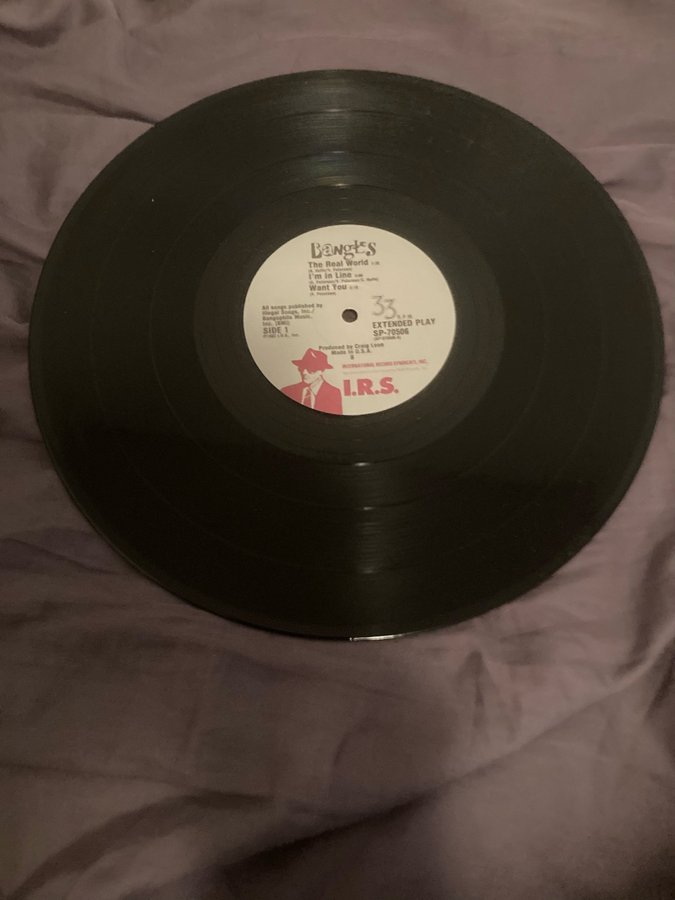 BANGLES
The Real World
I'm in Line
Want You
All songs published by
Illegal Songs, Inc./
Bangophile Music,
Inc. (BMI)
SIDE 1
33
EXTENDED PLAY
SP-70506
Produced by Craig Leon
Made in U.S.A.
INTERNATIONAL RECORD SYNDICATE, INC.
I.R.S.